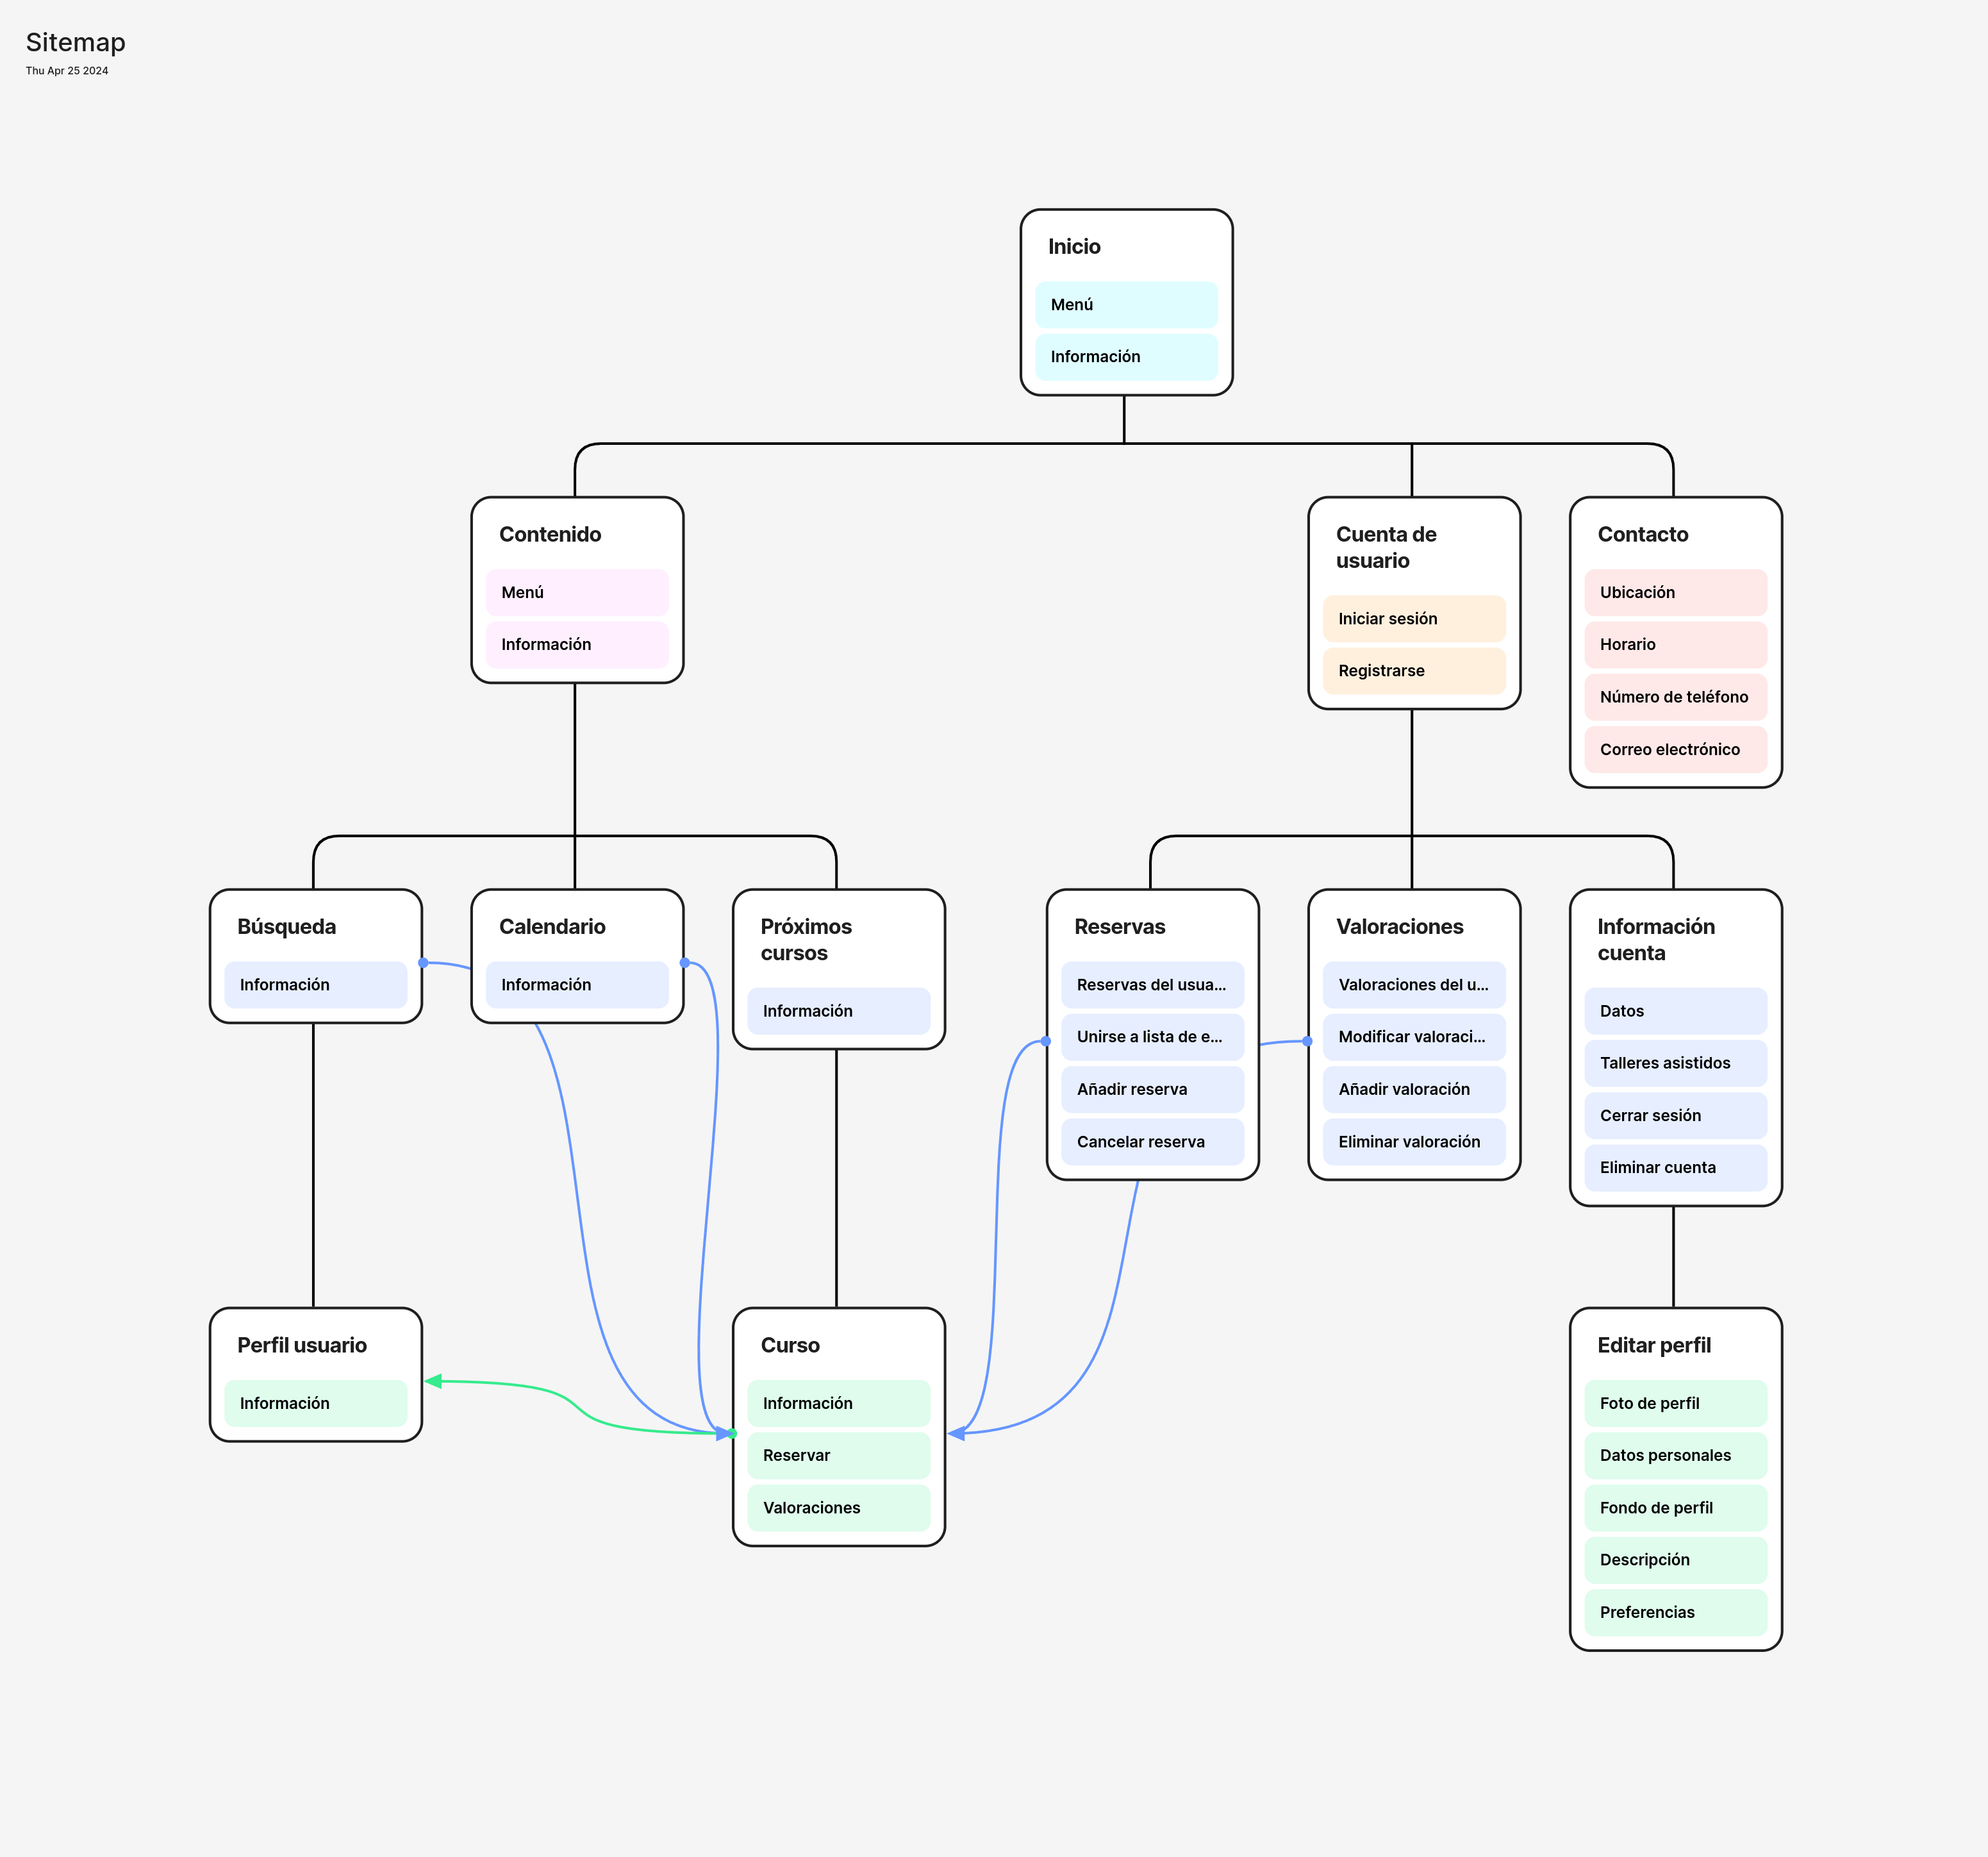 Sitemap
Thu Apr 25 2024
Inicio
Menú
Información
Contenido
Menú
Información
Cuenta de
usuario
Iniciar sesión
Registrarse
Contacto
Ubicación
Horario
Número de teléfono
Correo electrónico
Búsqueda
Información
Calendario
Información
Próximos
cursos
Información
Reservas
Reservas del usua...
Unirse a lista de e...
Añadir reserva
Cancelar reserva
Valoraciones
Valoraciones del u...
Modificar valoraci...
Añadir valoración
Eliminar valoración
Información
cuenta
Datos
Talleres asistidos
Cerrar sesión
Eliminar cuenta
Perfil usuario
Información
Curso
Información
Reservar
Valoraciones
Editar perfil
Foto de perfil
Datos personales
Fondo de perfil
Descripción
Preferencias